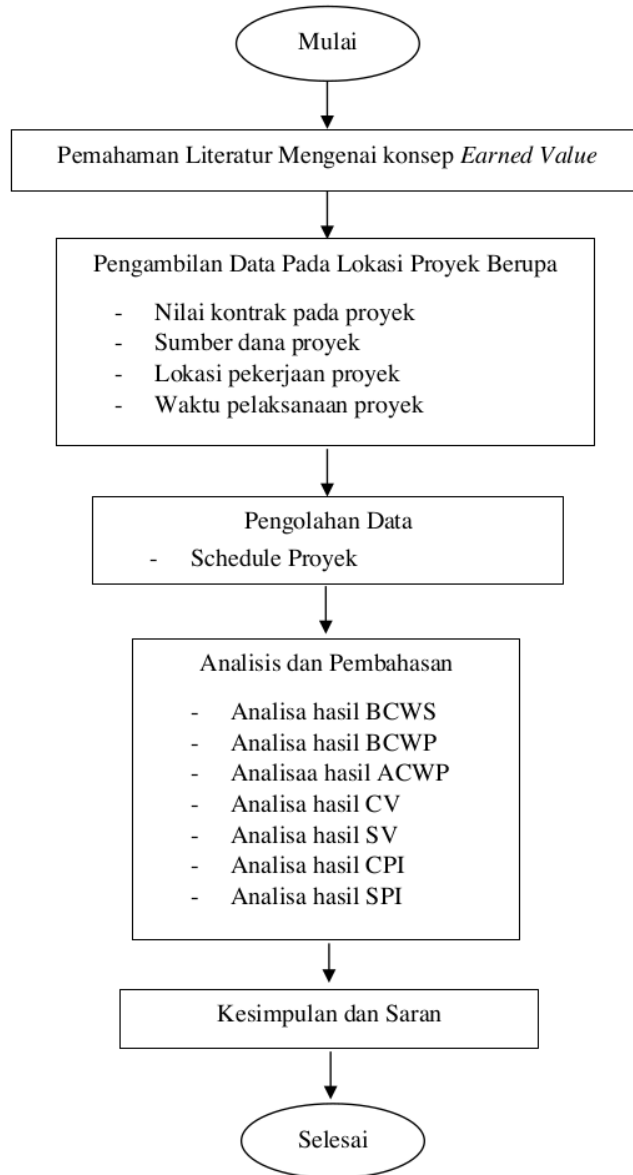 Mulai
Pemahaman Literatur Mengenai konsep Earned Value
Pengambilan Data Pada Lokasi Proyek Berupa
- Nilai kontrak pada proyek
- Sumber dana proyek
- Lokasi pekerjaan proyek
- Waktu pelaksanaan proyek
Pengolahan Data
- Schedule Proyek
Analisis dan Pembahasan
- Analisa hasil BCWS
- Analisa hasil BCWP
- Analisaa hasil ACWP
- Analisa hasil CV
- Analisa hasil SV
- Analisa hasil CPI
- Analisa hasil SPI
Kesimpulan dan Saran
Selesai